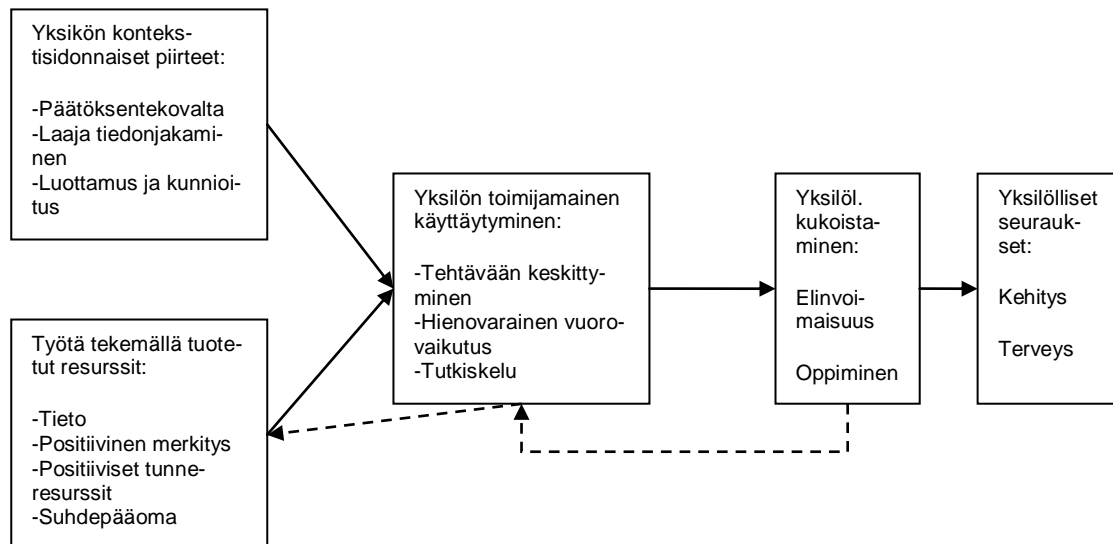 Yksikön konteks-
tisidonnaiset piirteet:
-Päätöksentekovalta
-Laaja tiedonjakami-
nen
-Luottamus ja kunnioi-
tus
Työtä tekemällä tuote-
tut resurssit:
-Tieto
-Positiivinen merkitys
-Positiiviset tunne-
resurssit
-Suhdepääoma
Yksilön toimijamainen
käyttäytyminen:
-Tehtävään keskitty-
minen
-Hienovarainen vuoro-
vaikutus
-Tutkiskelu
Yksilöl.
kukoista-
minen:
Elinvoi-
maisuus
Oppiminen
Yksilölliset
seurauk-
set:
Kehitys
Terveys